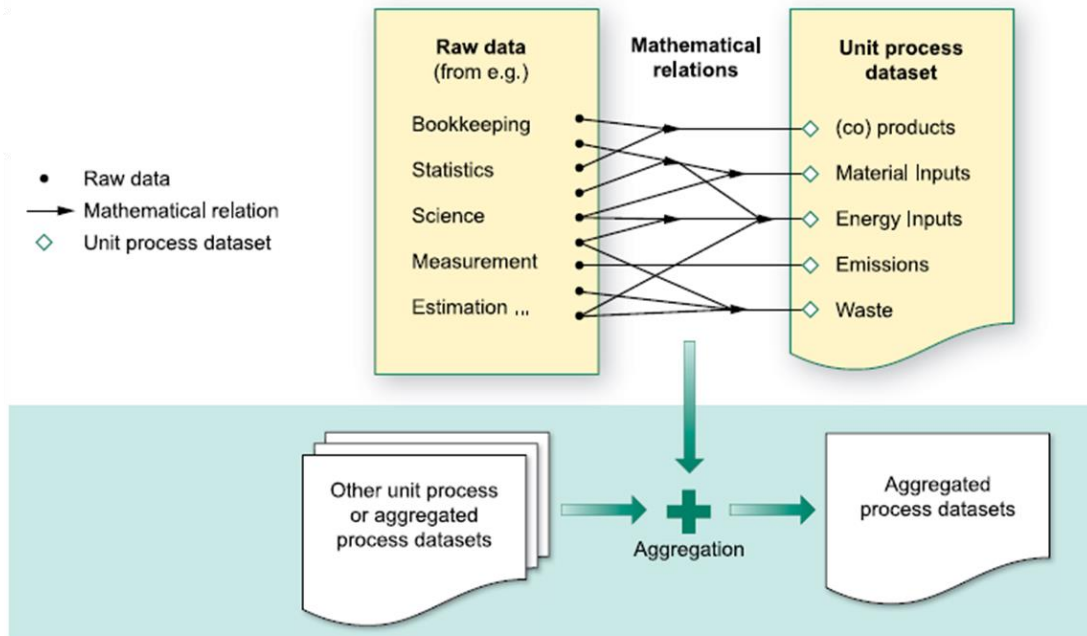 Raw data
(from e.g.)
Mathematical
relations
Unit process
dataset
Bookkeeping
Statistics
Science
Measurement
Estimation ...
(co) products
Material Inputs
Energy Inputs
Emissions
Waste
Raw data
Mathematical relation
Unit process dataset
Other unit process
or aggregated
process datasets
Aggregation
Aggregated
process datasets